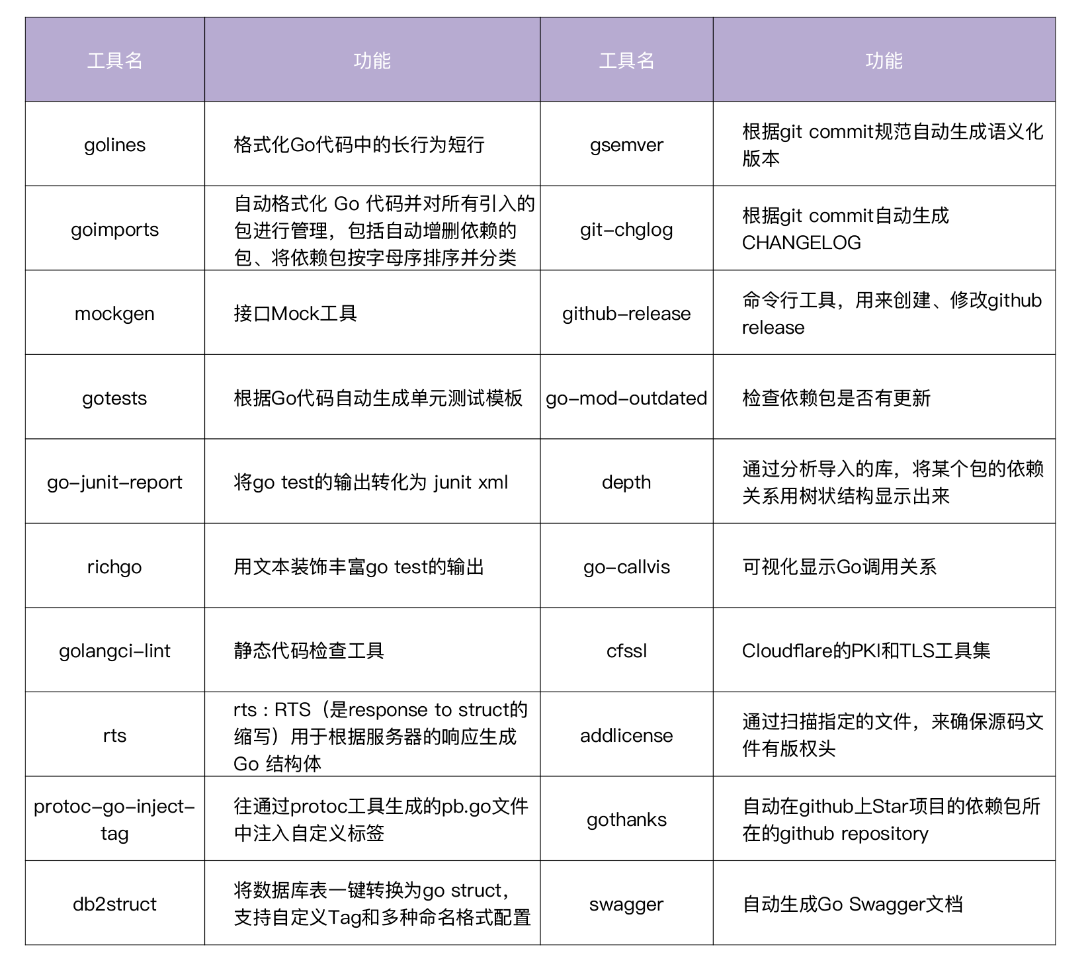 工具名
功能
工具名
功能
golines
格式化Go代码中的长行为短行
gsemver
根据git commit规范自动生成语义化
版本
goimports
自动格式化 Go 代码并对所有引入的
包进行管理，包括自动增删依赖的
包、将依赖包按字母序排序并分类
git-chglog
根据git commit自动生成
CHANGELOG
mockgen
接口Mock工具
github-release
命令行工具，用来创建、修改github
release
gotests
根据Go代码自动生成单元测试模板
go-mod-outdated
检查依赖包是否有更新
go-junit-report
将go test的输出转化为 junit xml
depth
通过分析导入的库，将某个包的依赖
关系用树状结构显示出来
richgo
用文本装饰丰富go test的输出
go-callvis
可视化显示Go调用关系
golangci-lint
静态代码检查工具
cfssl
Cloudflare的PKI和TLS工具集
rts
rts : RTS（是response to struct的
缩写）用于根据服务器的响应生成
Go 结构体
addlicense
通过扫描指定的文件，来确保源码文
件有版权头
protoc-go-inject-
tag
往通过protoc工具生成的pb.go文件
中注入自定义标签
gothanks
自动在github上Star项目的依赖包所
在的github repository
db2struct
将数据库表一键转换为go struct，
支持自定义Tag和多种命名格式配置
swagger
自动生成Go Swagger文档